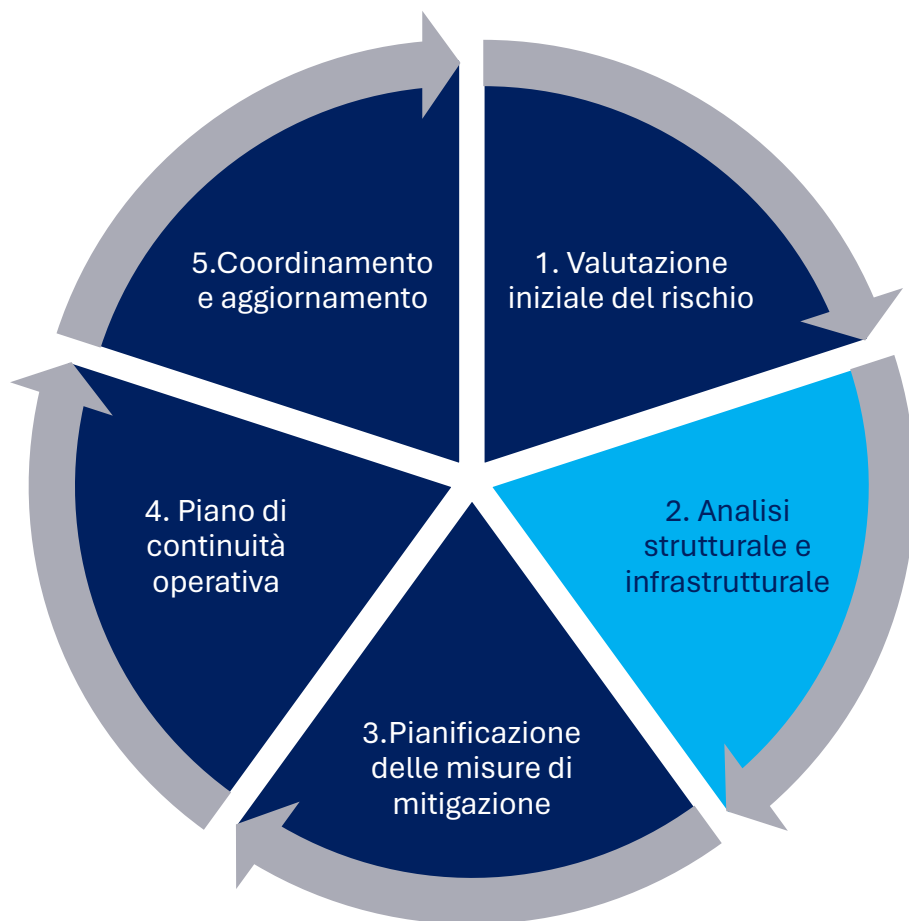 1. Valutazione
iniziale del rischio
2. Analisi
strutturale e
infrastrutturale
3.Pianificazione
delle misure di
mitigazione
4. Piano di
continuità
operativa
5.Coordinamento
e aggiornamento